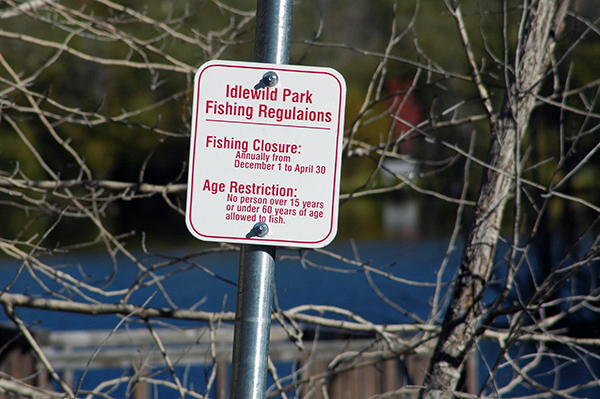 Idlewild Park
Fishing Regulaions
Fishing Closure:
Annually from
December 1 to April 30
Age Restriction:
No person over 15 years
or under 60 years of age
allowed to fish.